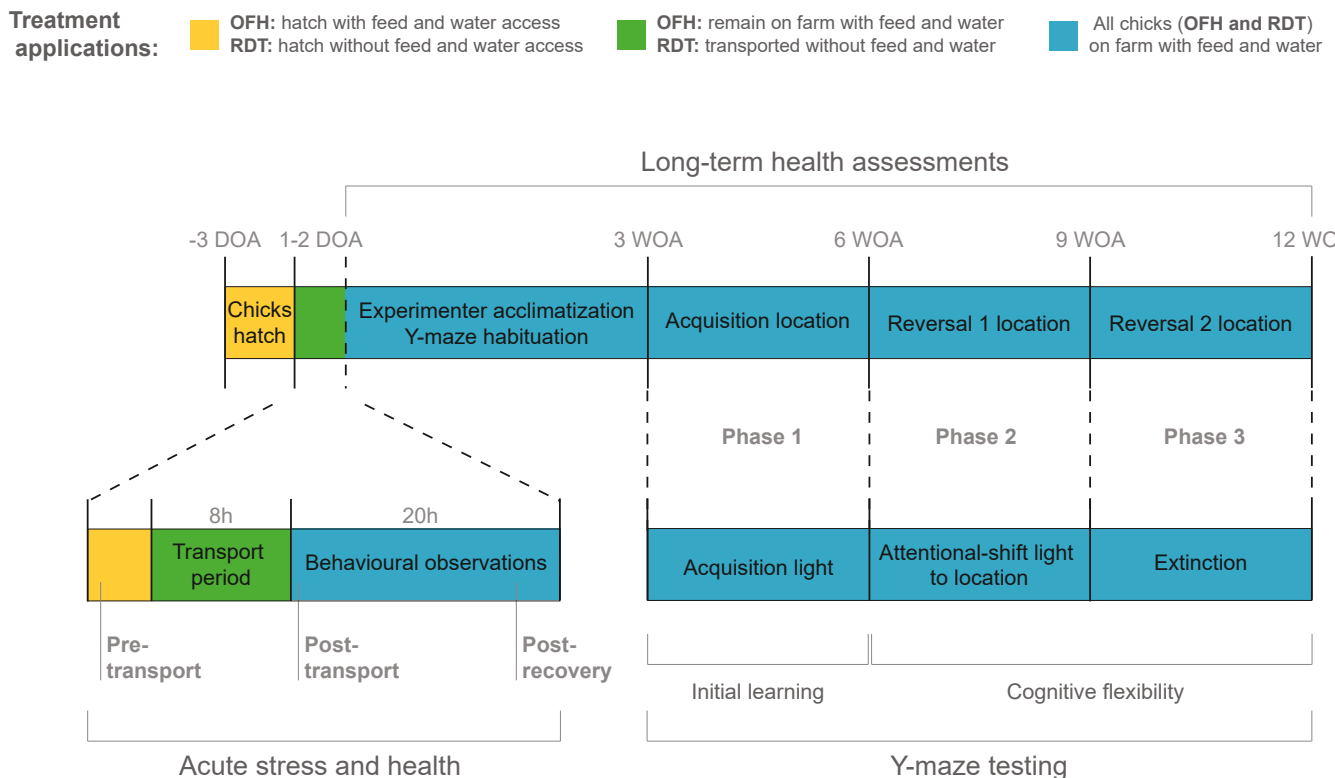 Treatment applications:
OFH: hatch with feed and water access
RDT: hatch without feed and water access
OFH: remain on farm with feed and water
RDT: transported without feed and water
All chicks (OFH and RDT)
on farm with feed and water
Long-term health assessments
-3 DOA
1-2 DOA
3 WOA
6 WOA
9 WOA
12 WO
Chicks
hatch
Experimenter acclimatization
Y-maze habituation
Acquisition location
Reversal 1 location
Reversal 2 location
Phase 1
Phase 2
Phase 3
8h
20h
Transport
period
Behavioural observations
Acquisition light
Attentional-shift light
to location
Extinction
Pre-
transport
Post-
transport
Post-
recovery
Initial learning
Cognitive flexibility
Acute stress and health
Y-maze testing